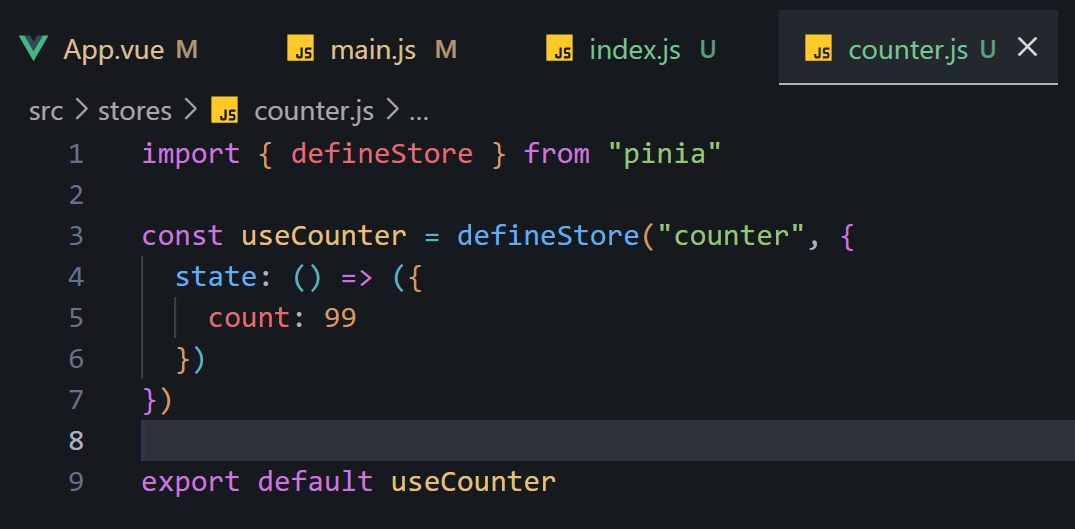 App.vue M JS main.js M JS index.js U JS counter.js U
src > stores > JS counter.js > ...
1 import { defineStore } from "pinia"
2
3 const useCounter = defineStore("counter", {
4   state: () => ({
5     count: 99
6   })
7 })
8
9 export default useCounter